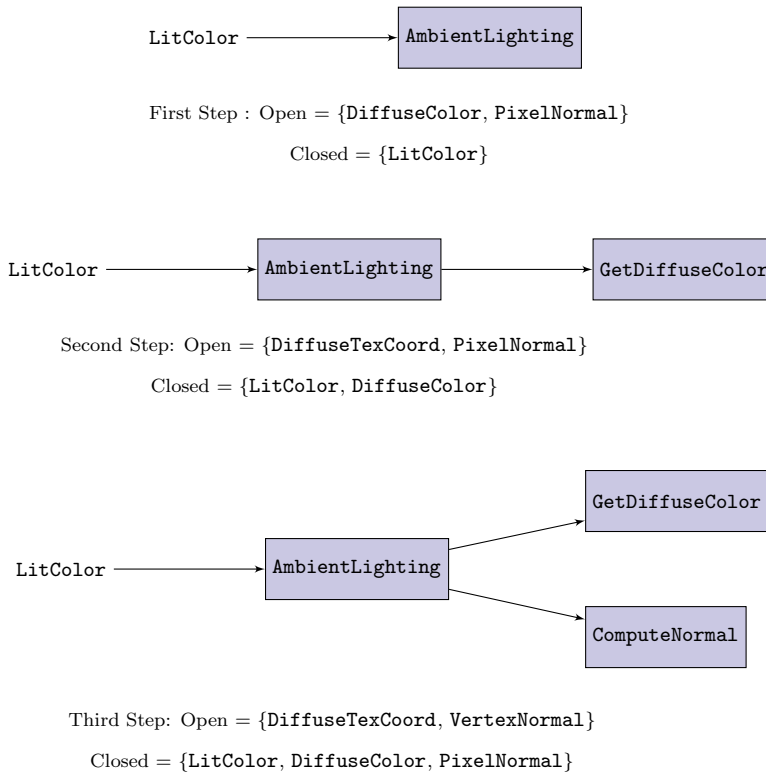 LitColor
AmbientLighting
First Step : Open = {DiffuseColor, PixelNormal}
Closed = {LitColor}
LitColor
AmbientLighting
GetDiffuseColor
Second Step: Open = {DiffuseTexCoord, PixelNormal}
Closed = {LitColor, DiffuseColor}
GetDiffuseColor
LitColor
AmbientLighting
ComputeNormal
Third Step: Open = {DiffuseTexCoord, VertexNormal}
Closed = {LitColor, DiffuseColor, PixelNormal}